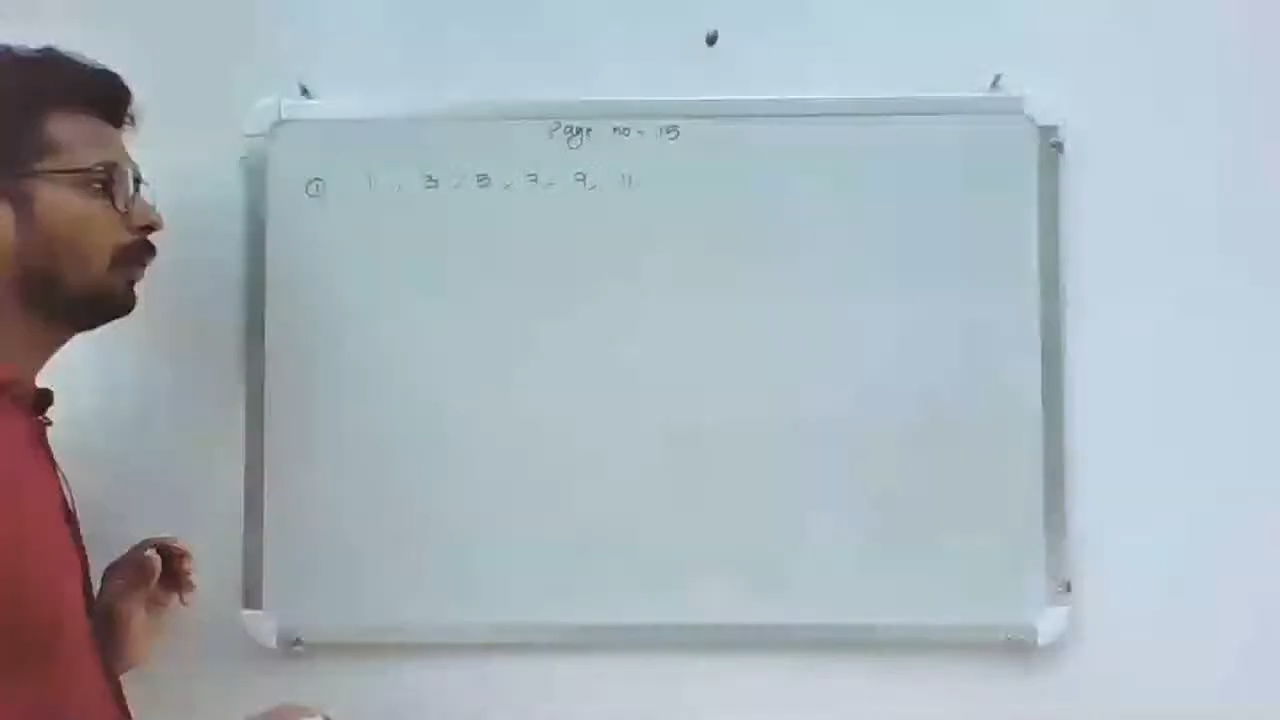 Page no - 15
① 1 , 3 , 5 , 7 , 9 , 11